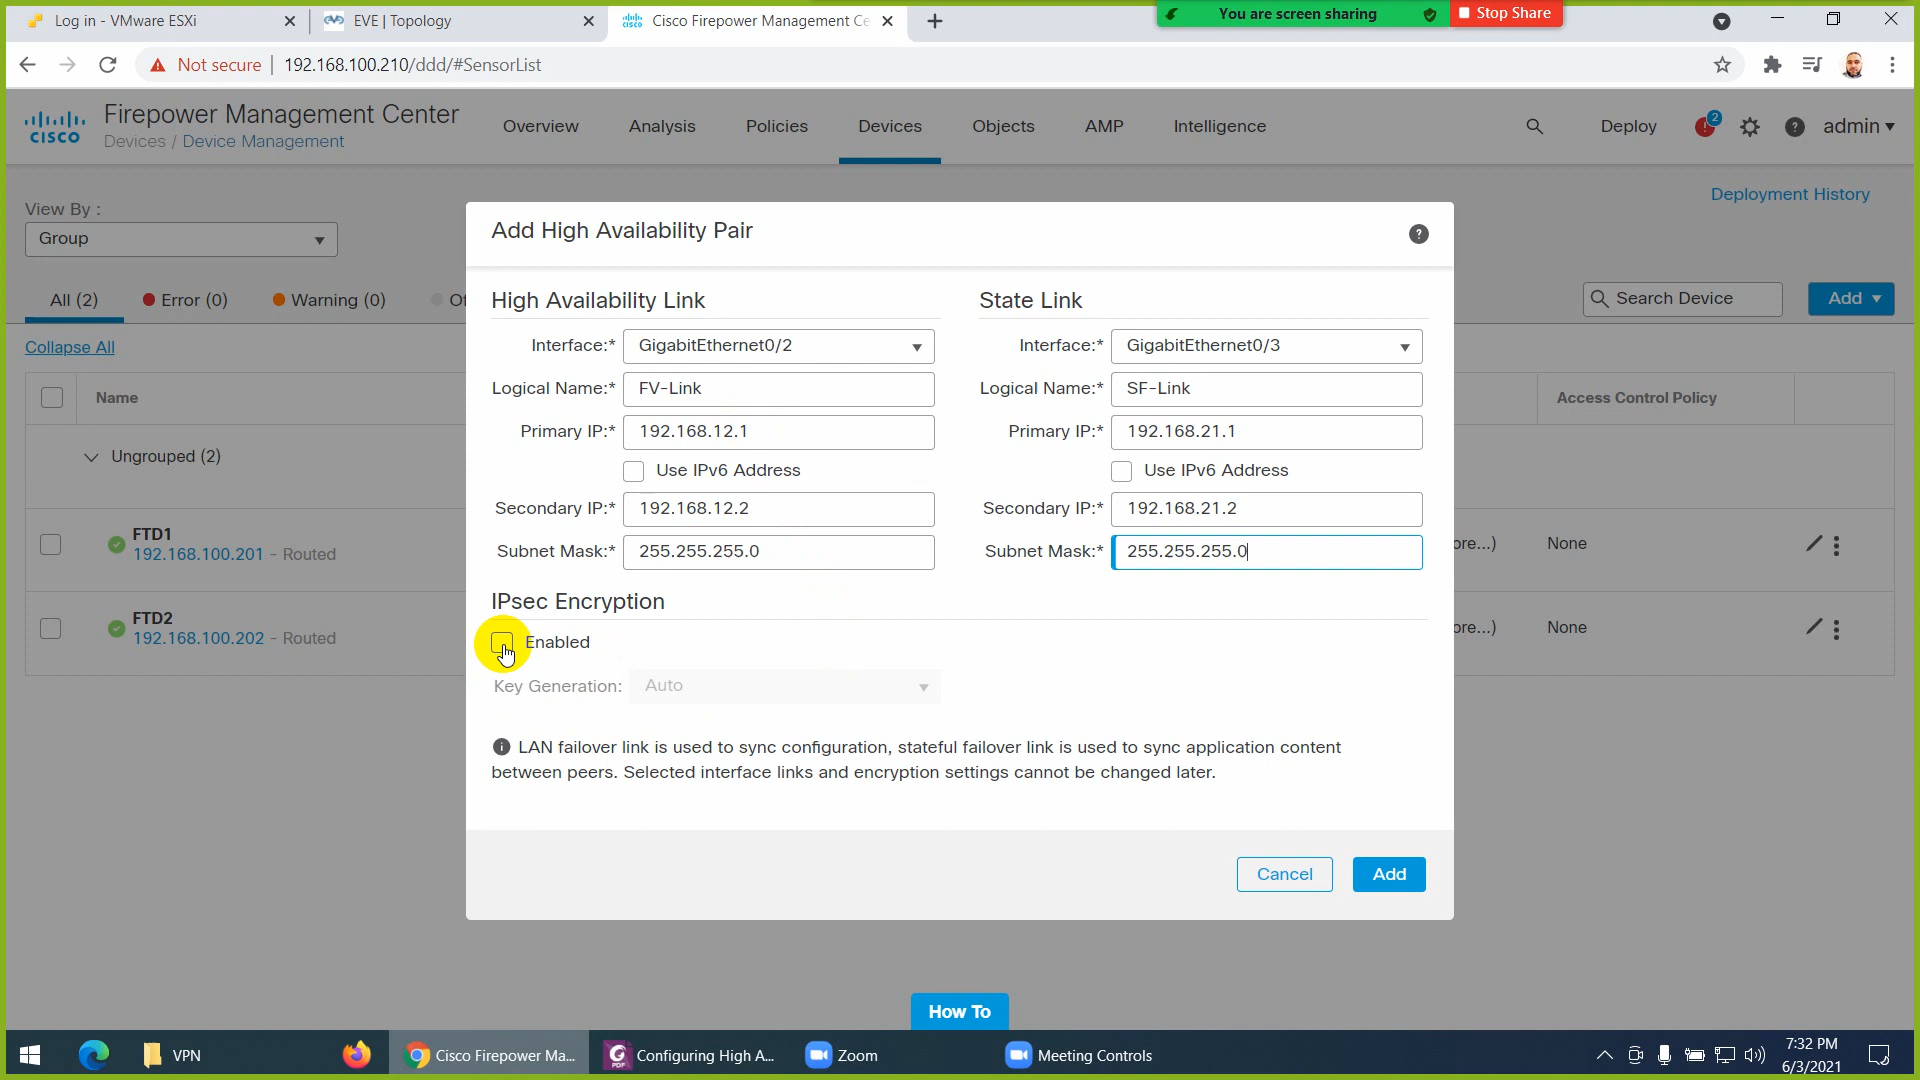 Log in - VMware ESXi
EVE | Topology
Cisco Firepower Management Ce
You are screen sharing
Stop Share
Not secure
192.168.100.210/ddd/#SensorList
cisco
Firepower Management Center
Devices / Device Management
Overview
Analysis
Policies
Devices
Objects
AMP
Intelligence
Deploy
2
admin
Deployment History
View By :
Group
All (2)
Error (0)
Warning (0)
Search Device
Add
Collapse All
Name
Access Control Policy
Ungrouped (2)
FTD1
192.168.100.201 - Routed
ore...)
None
FTD2
192.168.100.202 - Routed
ore...)
None
Add High Availability Pair
High Availability Link
Interface:*
GigabitEthernet0/2
Logical Name:*
FV-Link
Primary IP:*
192.168.12.1
Use IPv6 Address
Secondary IP:*
192.168.12.2
Subnet Mask:*
255.255.255.0
State Link
Interface:*
GigabitEthernet0/3
Logical Name:*
SF-Link
Primary IP:*
192.168.21.1
Use IPv6 Address
Secondary IP:*
192.168.21.2
Subnet Mask:*
255.255.255.0
IPsec Encryption
Enabled
Key Generation:
Auto
LAN failover link is used to sync configuration, stateful failover link is used to sync application content
between peers. Selected interface links and encryption settings cannot be changed later.
Cancel
Add
How To
VPN
Cisco Firepower Ma...
PDF
Configuring High A...
Zoom
Meeting Controls
7:32 PM
6/3/2021